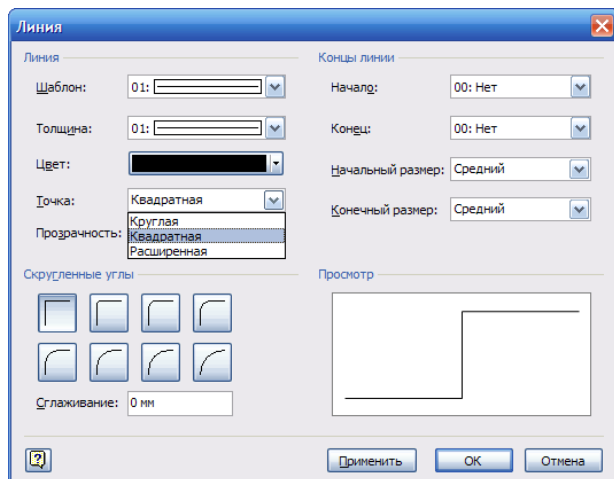 Линия
Линия
Шаблон: 01:
Толщина: 01:
Цвет:
Точка: Квадратная
Круглая
Квадратная
Расширенная
Прозрачность:
Концы линии
Начало: 00: Нет
Конец: 00: Нет
Начальный размер: Средний
Конечный размер: Средний
Скругленные углы
Сглаживание: 0 мм
Просмотр
?
Применить
ОК
Отмена